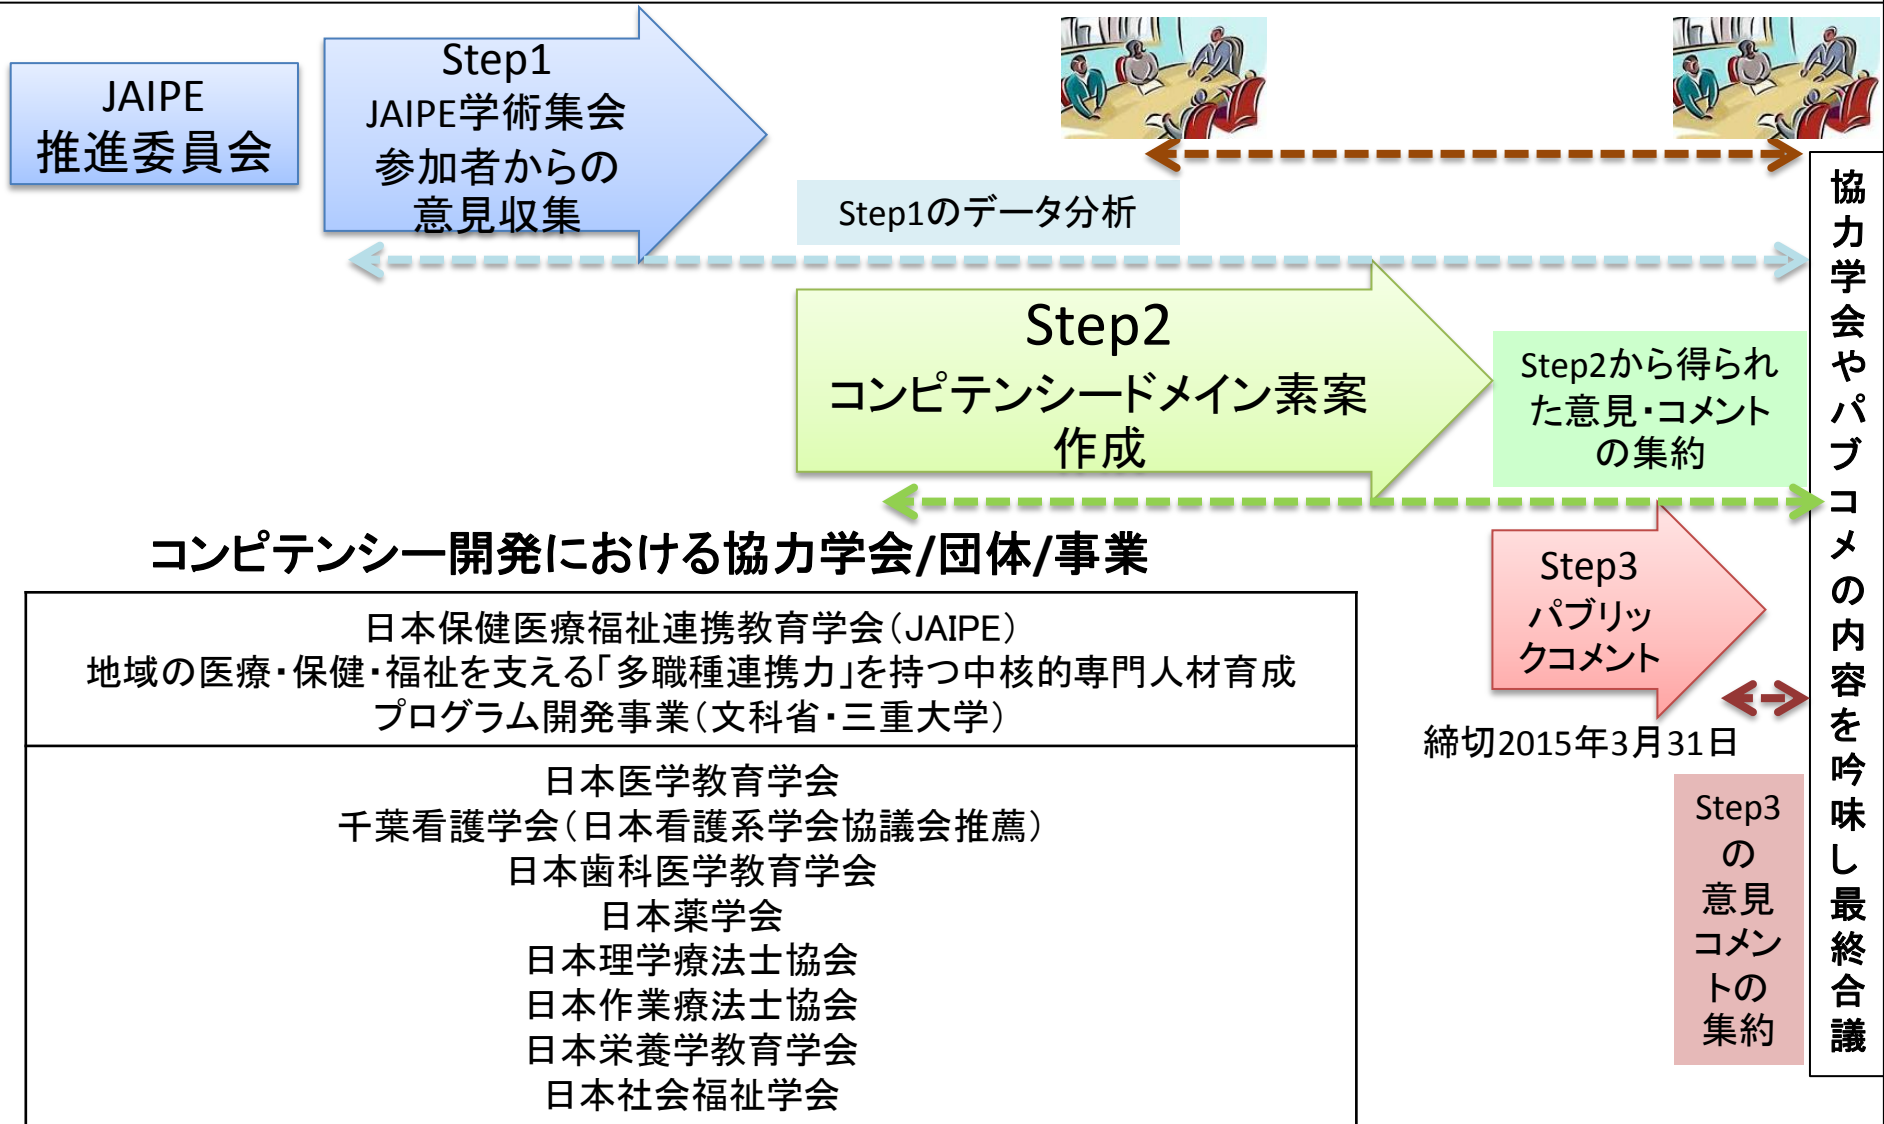 JAIPE
推進委員会
Step1
JAIPE学術集会
参加者からの
意見収集
Step1のデータ分析
Step2
コンピテンシードメイン素案
作成
Step2から得られ
た意見・コメント
の集約
Step3
パブリッ
クコメント
締切2015年3月31日
Step3
の
意見
コメン
トの
集約
協力学会やパブコメの内容を吟味し最終合議
コンピテンシー開発における協力学会/団体/事業
日本保健医療福祉連携教育学会（JAIPE）
地域の医療・保健・福祉を支える「多職種連携力」を持つ中核的専門人材育成
プログラム開発事業（文科省・三重大学）
日本医学教育学会
千葉看護学会（日本看護系学会協議会推薦）
日本歯科医学教育学会
日本薬学会
日本理学療法士協会
日本作業療法士協会
日本栄養学教育学会
日本社会福祉学会